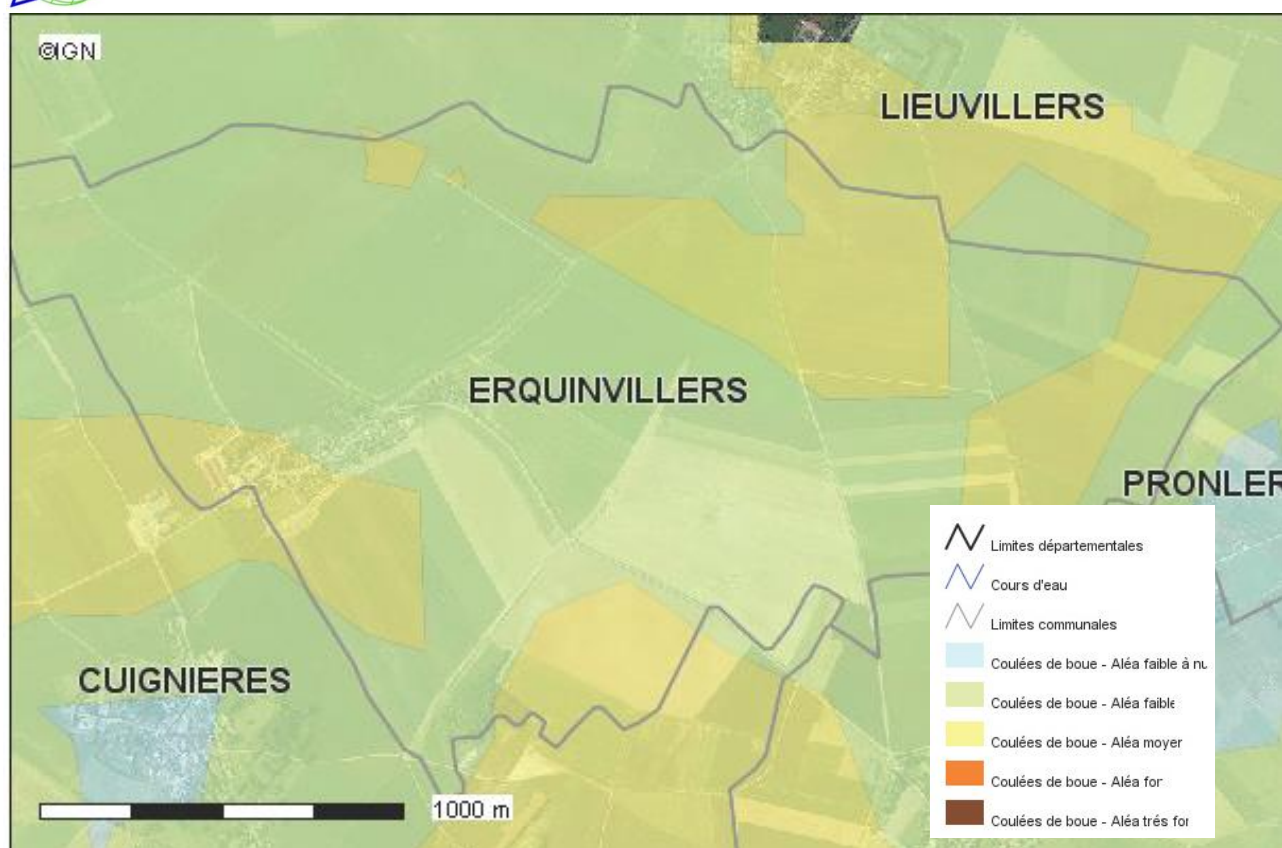 ©IGN
LIEUVILLERS
ERQUINVILLERS
PRONLER
CUIGNIERES
1000 m
Limites départementales
Cours d'eau
Limites communales
Coulées de boue - Aléa faible à nu
Coulées de boue - Aléa faible
Coulées de boue - Aléa moyer
Coulées de boue - Aléa for
Coulées de boue - Aléa trés for